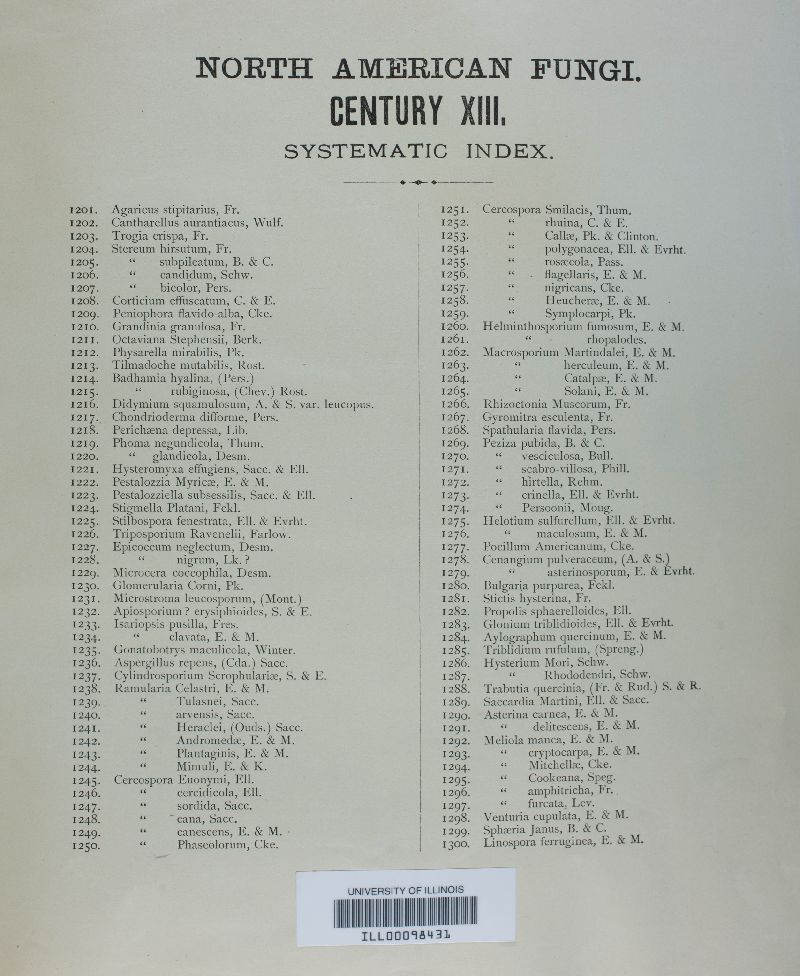 NORTH AMERICAN FUNGI.
CENTURY XIII.
SYSTEMATIC INDEX.
1201. Agaricus stipitarius, Fr.
1202. Cantharellus aurantiacus, Wulf.
1203. Trogia crispa, Fr.
1204. Stereum hirsutum, Fr.
1205. “ subpileatum, B. & C.
1206. “ candidum, Schw.
1207. “ bicolor, Pers.
1208. Corticium effuscatum, C. & E.
1209. Peniophora flavido-alba, Cke.
1210. Grandinia granulosa, Fr.
1211. Octaviana Stephensii, Berk.
1212. Physarella mirabilis, Pk.
1213. Tilmadoche mutabilis, Rost.
1214. Badhamia hyalina, (Pers.)
1215. “ rubiginosa, (Chev.) Rost.
1216. Didymium squamulosum, A. & S. var. leucopus.
1217. Chondrioderma difforme, Pers.
1218. Perichæna depressa, Lib.
1219. Phoma negundicola, Thum.
1220. “ glandicola, Desm.
1221. Hysteromyxa effugiens, Sacc. & Ell.
1222. Pestalozzia Myricæ, E. & M.
1223. Pestalozziella subsessilis, Sacc. & Ell.
1224. Stigmella Platani, Fckl.
1225. Stilbospora fenestrata, Ell. & Evrht.
1226. Triposporium Ravenelii, Farlow.
1227. Epicoccum neglectum, Desm.
1228. “ nigrum, Lk. ?
1229. Microcera coccophila, Desm.
1230. Glomerularia Corni, Pk.
1231. Microstroma leucosporum, (Mont.)
1232. Apiosporium ? erysiphioides, S. & E.
1233. Isariopsis pusilla, Fres.
1234. “ clavata, E. & M.
1235. Gonatobotrys maculicola, Winter.
1236. Aspergillus repens, (Cda.) Sacc.
1237. Cylindrosporium Scrophulariæ, S. & E.
1238. Ramularia Celastri, E. & M.
1239. “ Tulasnei, Sacc.
1240. “ arvensis, Sacc.
1241. “ Heraclei, (Ouds.) Sacc.
1242. “ Andromedæ, E. & M.
1243. “ Plantaginis, E. & M.
1244. “ Mimuli, E. & K.
1245. Cercospora Euonymi, Ell.
1246. “ cercidicola, Ell.
1247. “ sordida, Sacc.
1248. “ cana, Sacc.
1249. “ canescens, E. & M.
1250. “ Phaseolorum, Cke.
1251. Cercospora Smilacis, Thum.
1252. “ rhuina, C. & E.
1253. “ Callæ, Pk. & Clinton.
1254. “ polygonacea, Ell. & Evrht.
1255. “ rosæcola, Pass.
1256. “ flagellaris, E. & M.
1257. “ nigricans, Cke.
1258. “ Heucheræ, E. & M.
1259. “ Symplocarpi, Pk.
1260. Helminthosporium fumosum, E. & M.
1261. “ rhopalodes.
1262. Macrosporium Martindalei, E. & M.
1263. “ herculeum, E. & M.
1264. “ Catalpæ, E. & M.
1265. “ Solani, E. & M.
1266. Rhizoctonia Muscorum, Fr.
1267. Gyromitra esculenta, Fr.
1268. Spathularia flavida, Pers.
1269. Peziza pubida, B. & C.
1270. “ vesciculosa, Bull.
1271. “ scabro-villosa, Phill.
1272. “ hirtella, Rehm.
1273. “ crinella, Ell. & Evrht.
1274. “ Persoonii, Moug.
1275. Helotium sulfurellum, Ell. & Evrht.
1276. “ maculosum, E. & M.
1277. Pocillum Americanum, Cke.
1278. Cenangium pulveraceum, (A. & S.)
1279. “ asterinosporum, E. & Evrht.
1280. Bulgaria purpurea, Fckl.
1281. Stictis hysterina, Fr.
1282. Propolis sphaerelloides, Ell.
1283. Glonium triblidioides, Ell. & Evrht.
1284. Aylographum quercinum, E. & M.
1285. Triblidium rufulum, (Spreng.)
1286. Hysterium Mori, Schw.
1287. “ Rhododendri, Schw.
1288. Trabutia quercinia, (Fr. & Rud.) S. & R.
1289. Saccardia Martini, Ell. & Sacc.
1290. Asterina carnea, E. & M.
1291. “ delitescens, E. & M.
1292. Meliola manca, E. & M.
1293. “ cryptocarpa, E. & M.
1294. “ Mitchellæ, Cke.
1295. “ Cookeana, Speg.
1296. “ amphitricha, Fr.
1297. “ furcata, Lev.
1298. Venturia cupulata, E. & M.
1299. Sphæria Janus, B. & C.
1300. Linospora ferruginea, E. & M.
UNIVERSITY OF ILLINOIS
ILL00098431